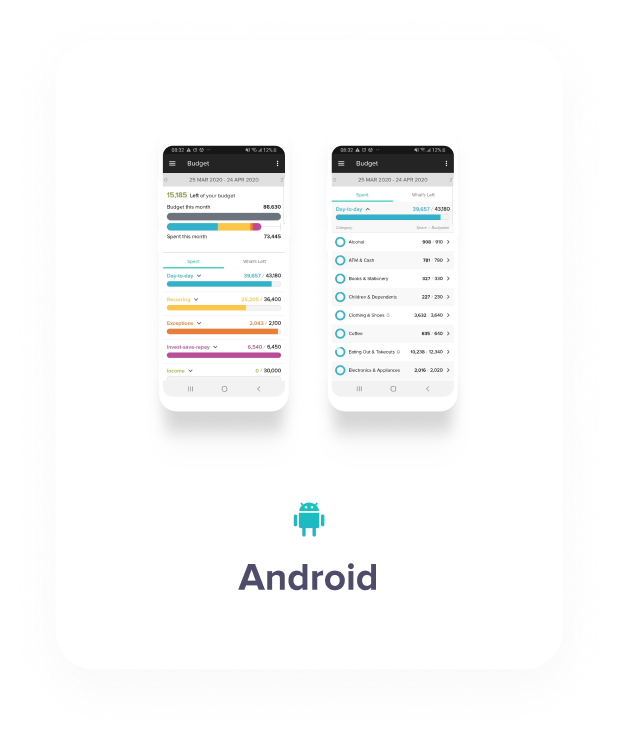 08:32
12%
Budget
25 MAR 2020 - 24 APR 2020
15,185 Left of your budget
Budget this month 88,630
Spent this month 73,445
Spent What's Left
Day-to-day 39,657 / 43,180
Recurring 25,205 / 36,400
Exceptions 2,043 / 2,100
Invest-save-repay 6,540 / 6,450
Income 0 / 30,000
08:32
12%
Budget
25 MAR 2020 - 24 APR 2020
Spent What's Left
Day-to-day 39,657 / 43,180
Category Spent / Budgeted
Alcohol 908 / 910
ATM & Cash 781 / 790
Books & Stationery 327 / 330
Children & Dependants 227 / 230
Clothing & Shoes 3,632 / 3,640
Coffee 635 / 640
Eating Out & Takeouts 10,238 / 12,340
Electronics & Appliances 2,016 / 2,020
Android